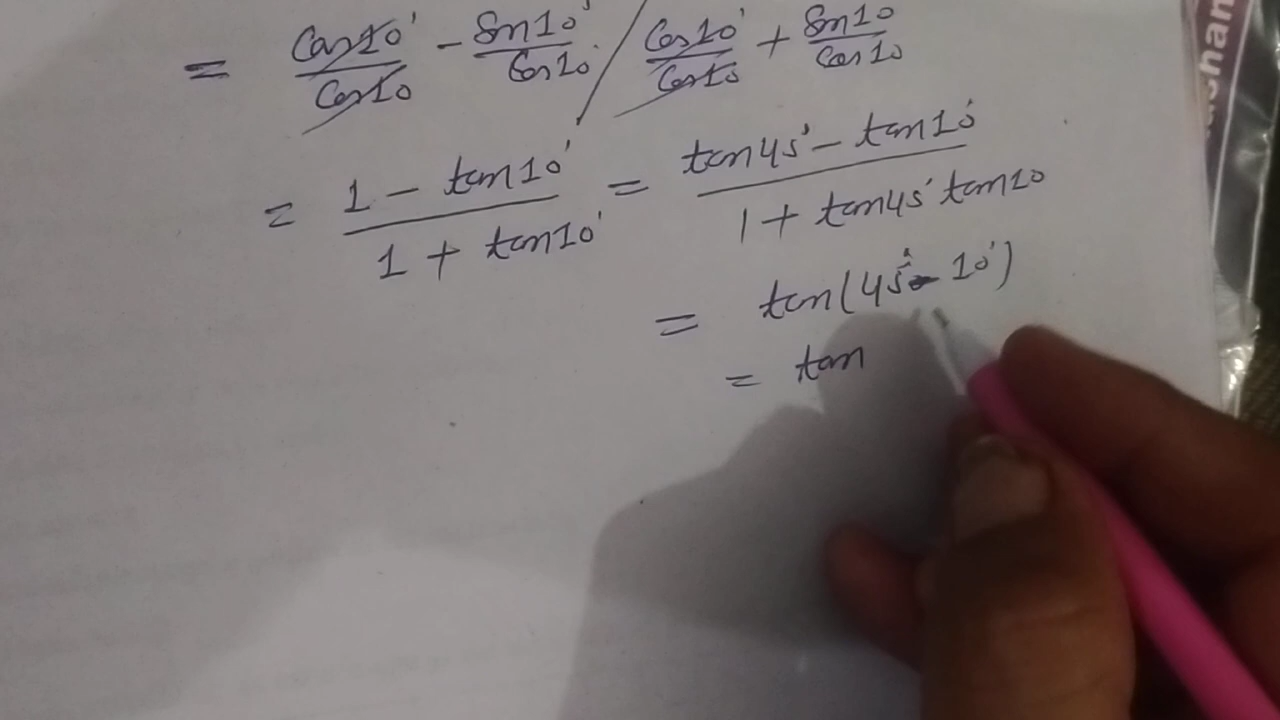 = cos10°/cos10 - sin10°/cos10° / cos10°/cos10 + sin10/cos10
= 1 - tan10°/1 + tan10° = tan45° - tan10°/1 + tan45° tan10
= tan(45° - 10°)
= tan